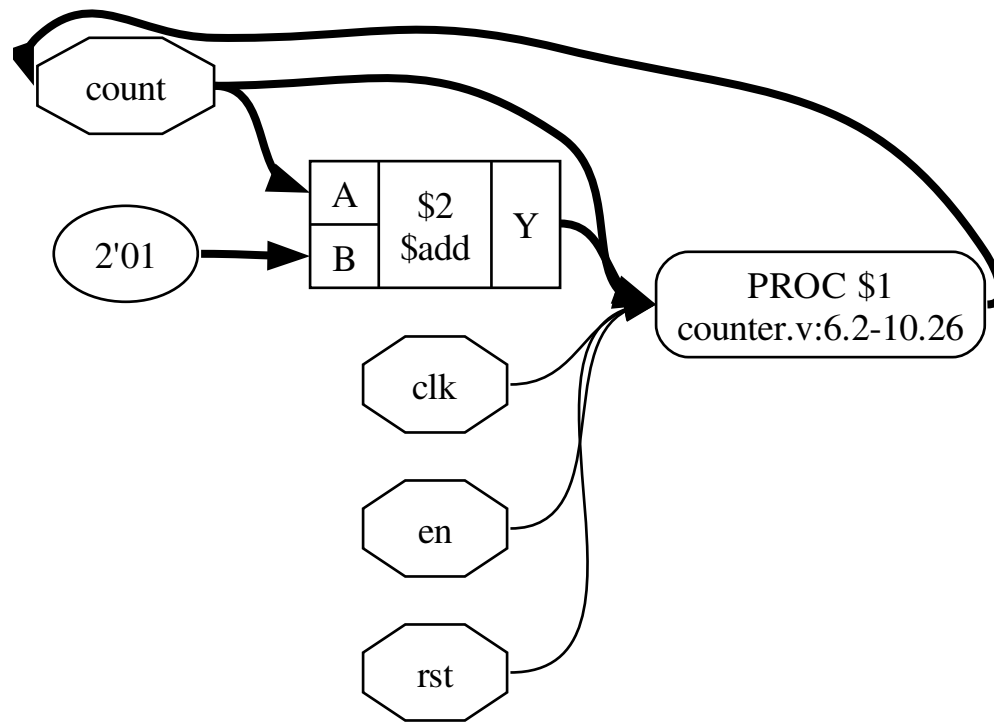 count
2'01
A
B
$2
$add
Y
PROC $1
counter.v:6.2-10.26
clk
en
rst